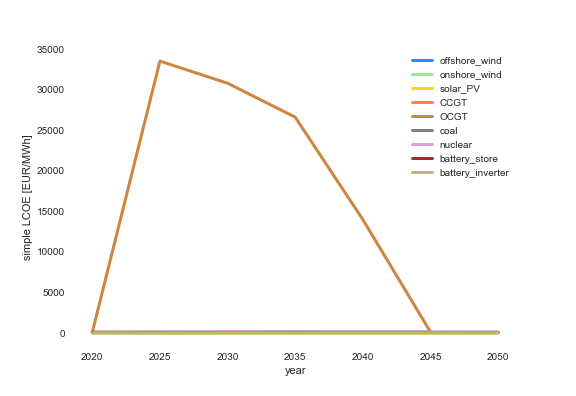 35000
30000
25000
20000
15000
10000
5000
0
simple LCOE [EUR/MWh]
offshore_wind
onshore_wind
solar_PV
CCGT
OCGT
coal
nuclear
battery_store
battery_inverter
2020 2025 2030 2035 2040 2045 2050
year